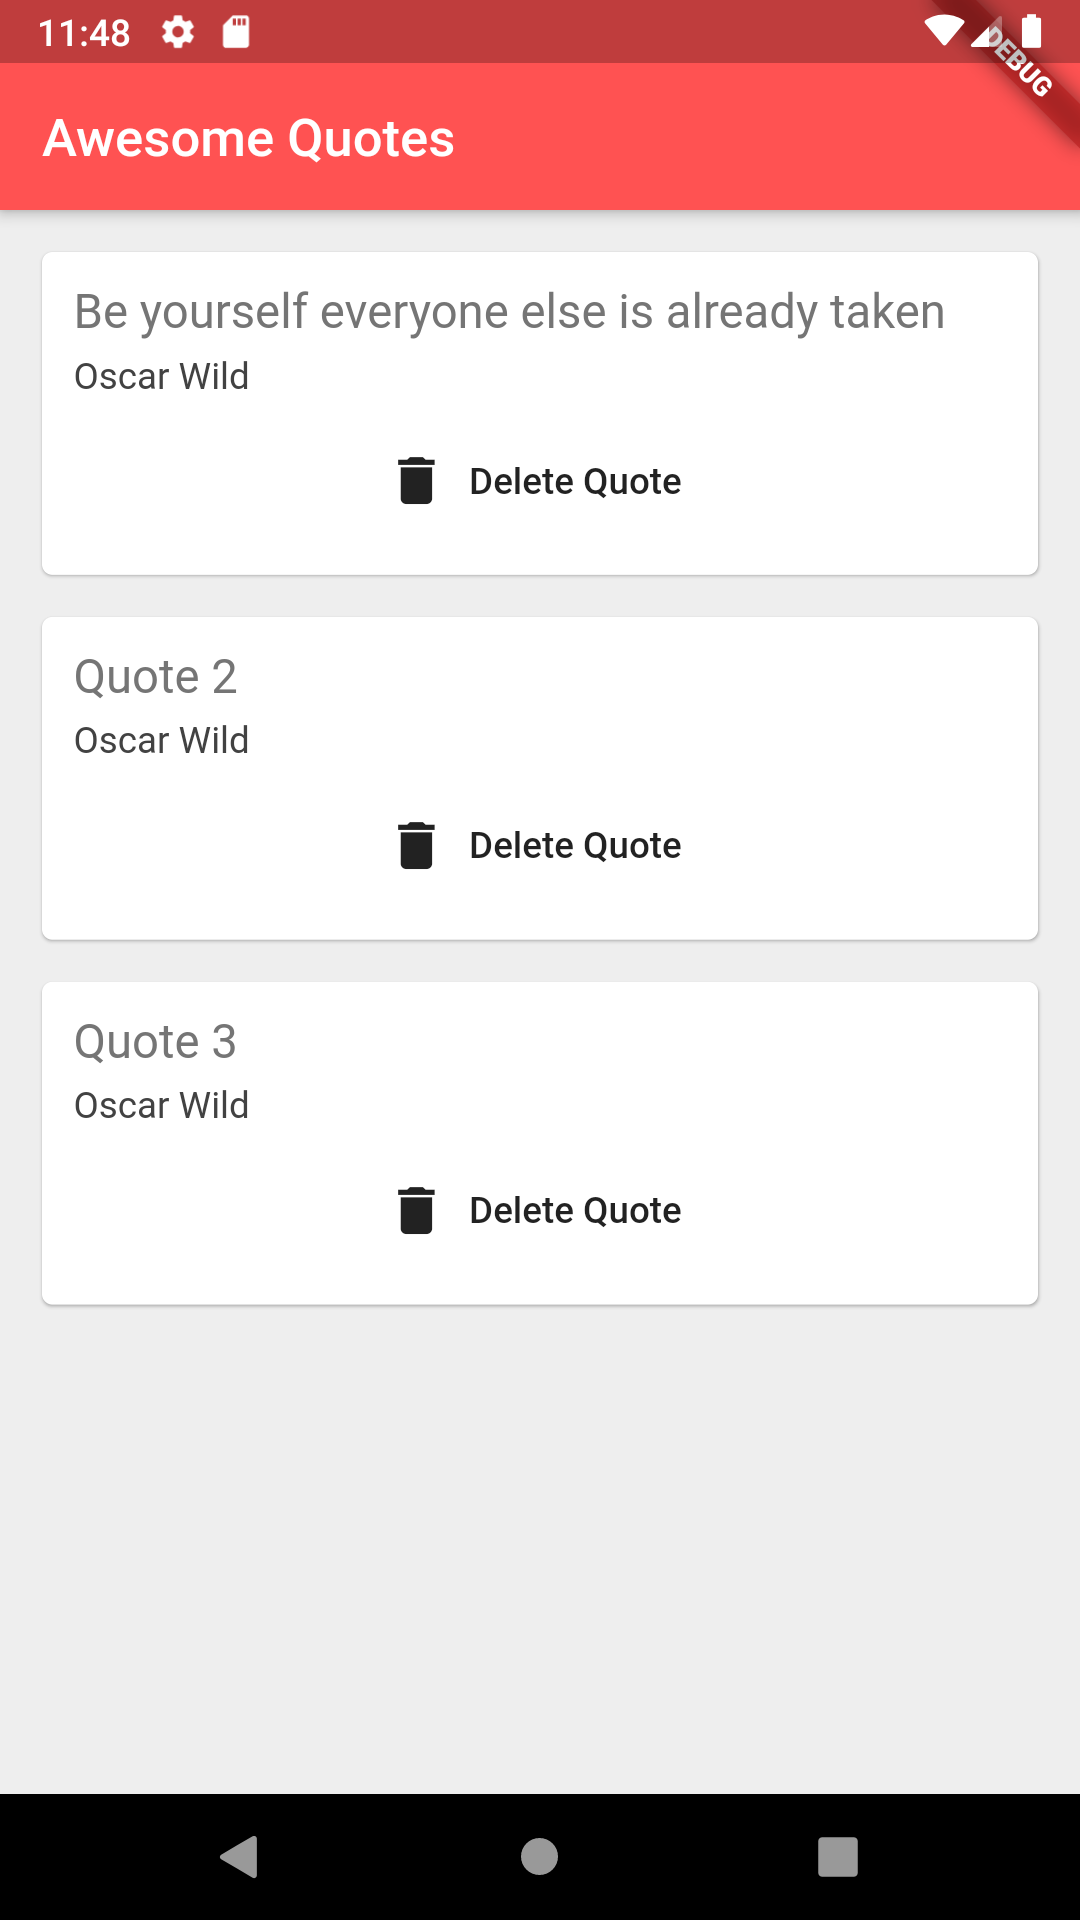 11:48
DEBUG
Awesome Quotes
Be yourself everyone else is already taken
Oscar Wild
Delete Quote
Quote 2
Oscar Wild
Delete Quote
Quote 3
Oscar Wild
Delete Quote